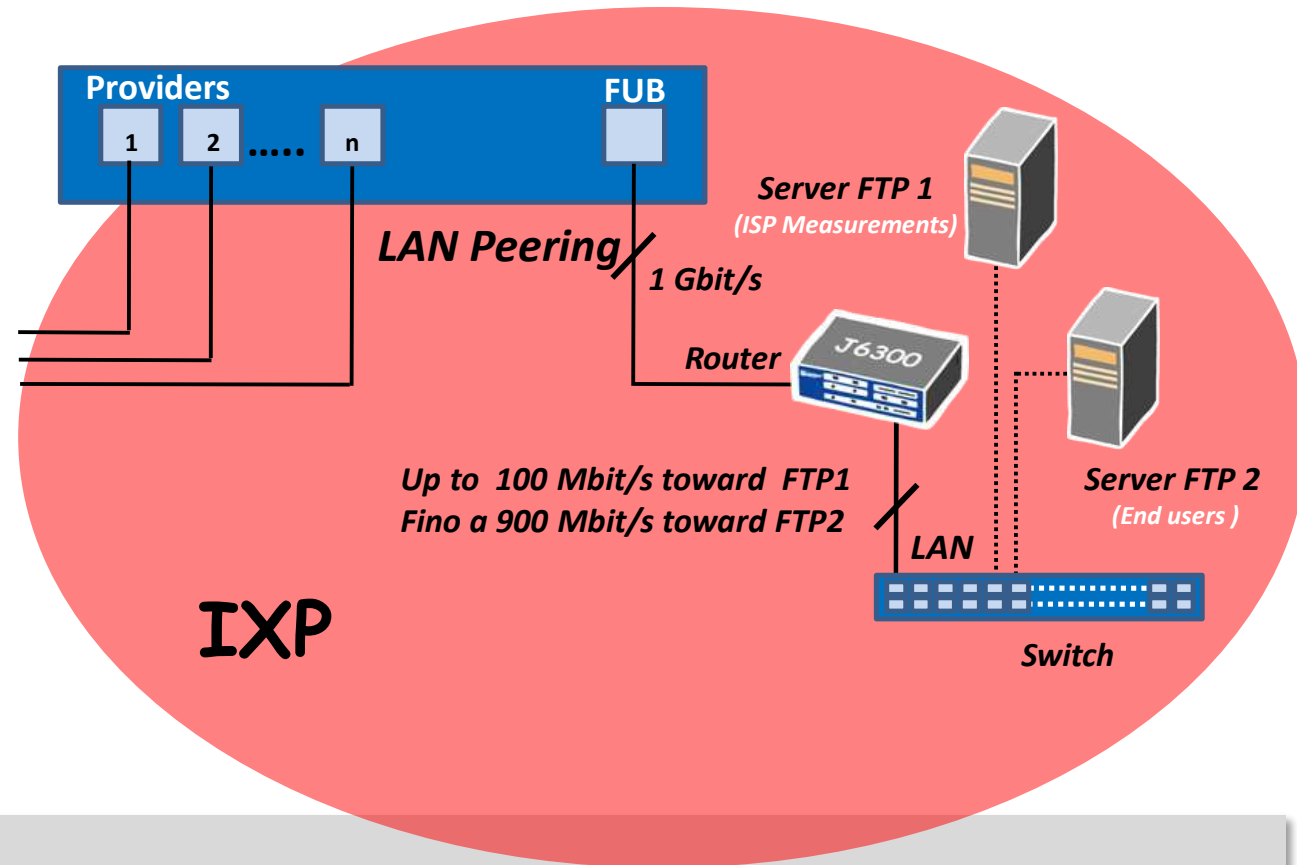 Providers
FUB
1
2
.....
n
Server FTP 1
(ISP Measurements)
LAN Peering
1 Gbit/s
Router
J6300
Up to 100 Mbit/s toward FTP1
Fino a 900 Mbit/s toward FTP2
Server FTP 2
(End users )
LAN
IXP
Switch